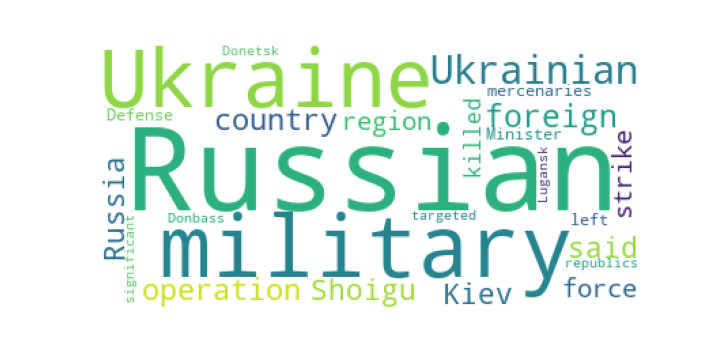 Donetsk
Ukraine Ukrainian
mercenaries
Defense country region killed foreign
Minister
Russian
Lugansk strike
Russia
significant
Donbass targeted left
military said
republics
operation Shoigu Kiev force